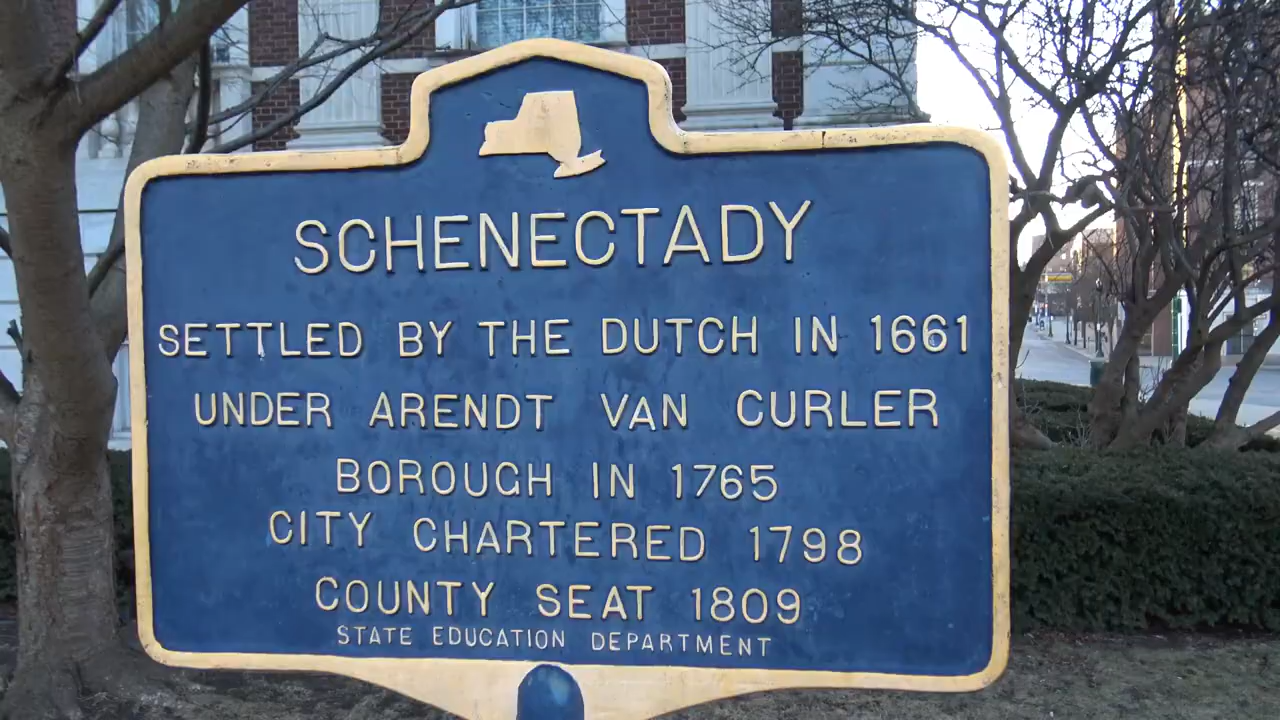 SCHENECTADY
SETTLED BY THE DUTCH IN 1661
UNDER ARENDT VAN CURLER
BOROUGH IN 1765
CITY CHARTERED 1798
COUNTY SEAT 1809
STATE EDUCATION DEPARTMENT